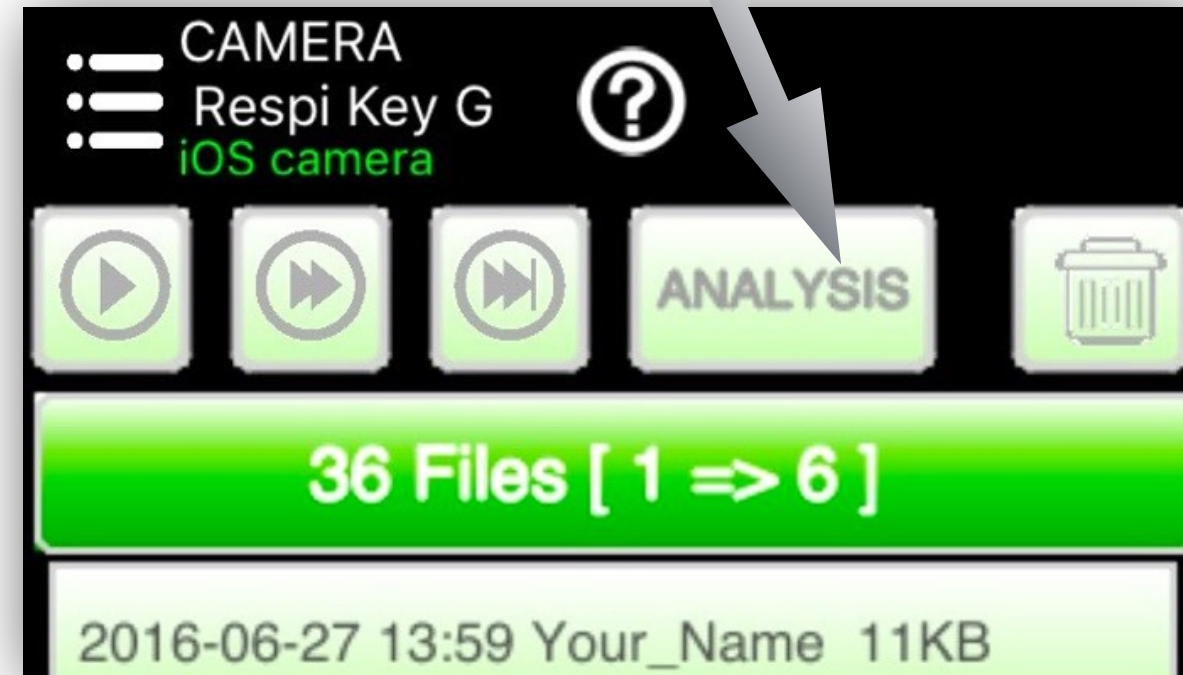 CAMERA
Respi Key G
iOS camera
?
ANALYSIS
36 Files [ 1 => 6 ]
2016-06-27 13:59 Your_Name 11KB